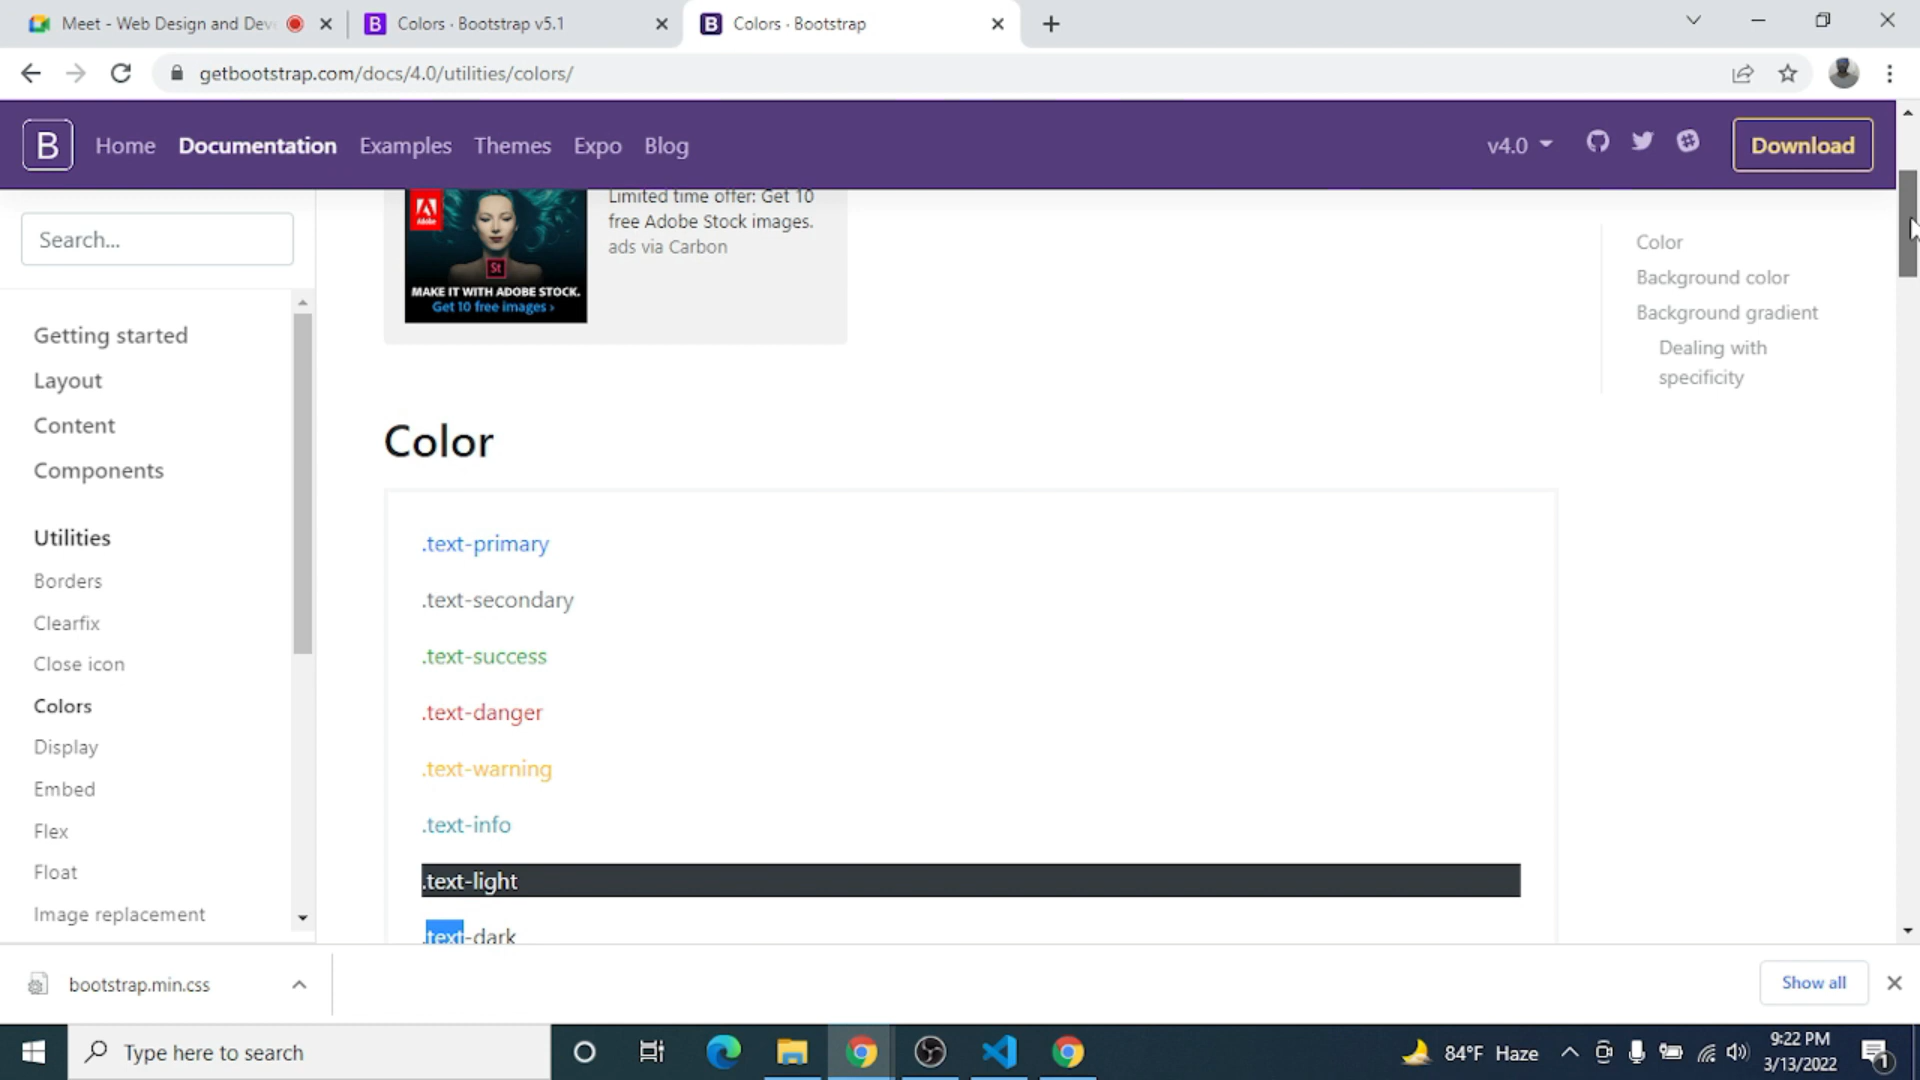 Meet - Web Design and Deve
Colors · Bootstrap v5.1
Colors · Bootstrap
getbootstrap.com/docs/4.0/utilities/colors/
B
Home
Documentation
Examples
Themes
Expo
Blog
v4.0
Download
Search...
Getting started
Layout
Content
Components
Utilities
Borders
Clearfix
Close icon
Colors
Display
Embed
Flex
Float
Image replacement
Adobe
St
MAKE IT WITH ADOBE STOCK.
Get 10 free images ›
Limited time offer: Get 10
free Adobe Stock images.
ads via Carbon
Color
.text-primary
.text-secondary
.text-success
.text-danger
.text-warning
.text-info
.text-light
.text-dark
Color
Background color
Background gradient
Dealing with
specificity
bootstrap.min.css
Show all
Type here to search
84°F Haze
9:22 PM
3/13/2022
1